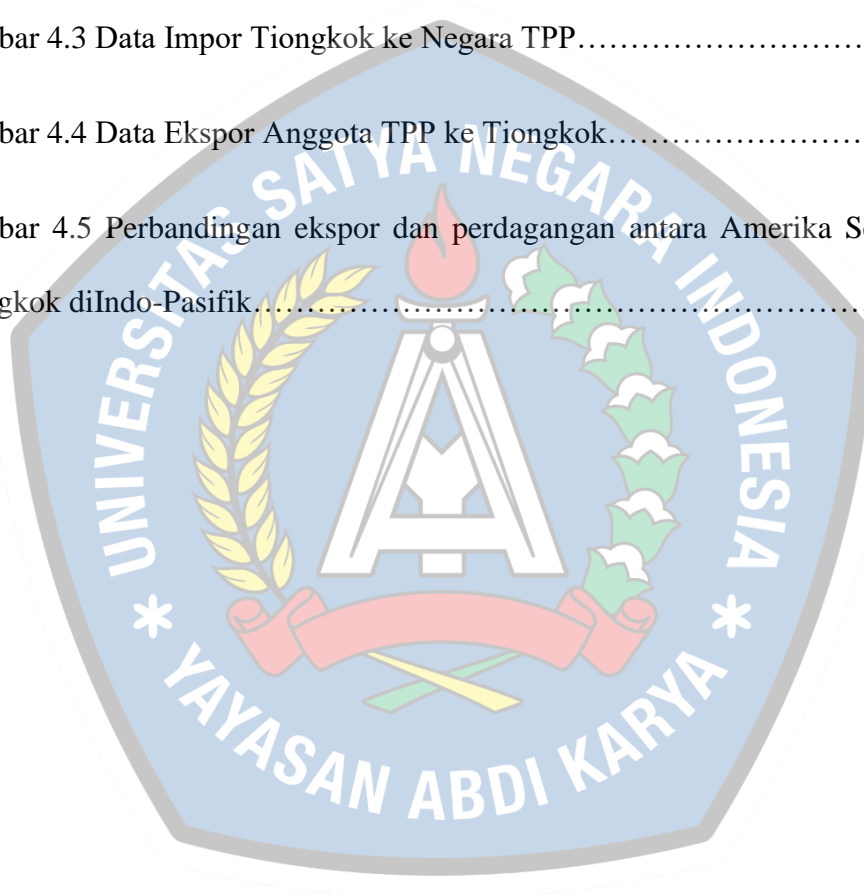 bar 4.3 Data Impor Tiongkok ke Negara TPP……………………………
bar 4.4 Data Ekspor Anggota TPP ke Tiongkok…………………………
bar 4.5 Perbandingan ekspor dan perdagangan antara Amerika S
gkok diIndo-Pasifik……………………………………………………………
UNIVERSITAS SATYA NEGARA INDONESIA
* YAYASAN ABDI KARYA *